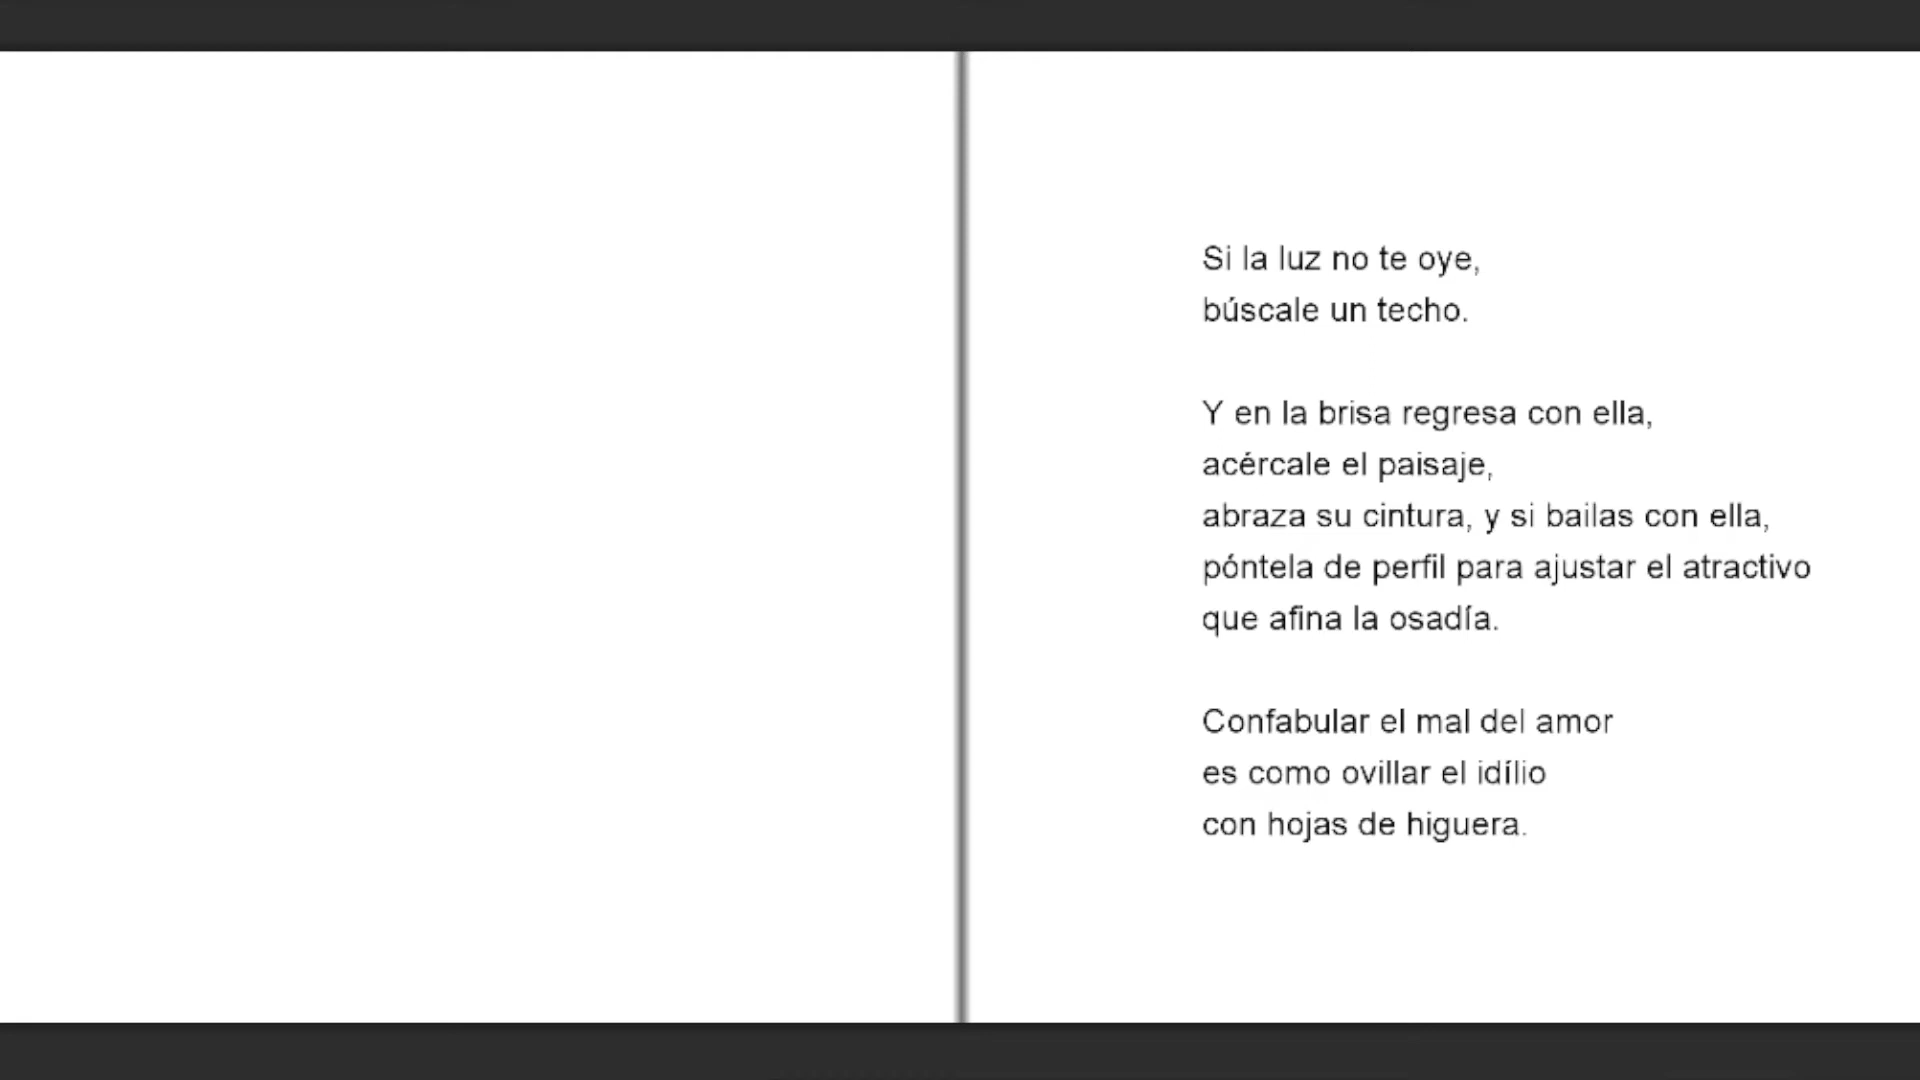 Si la luz no te oye,
búscale un techo.
Y en la brisa regresa con ella,
acércale el paisaje,
abraza su cintura, y si bailas con ella,
póntela de perfil para ajustar el atractivo
que afina la osadía.
Confabular el mal del amor
es como ovillar el idílio
con hojas de higuera.